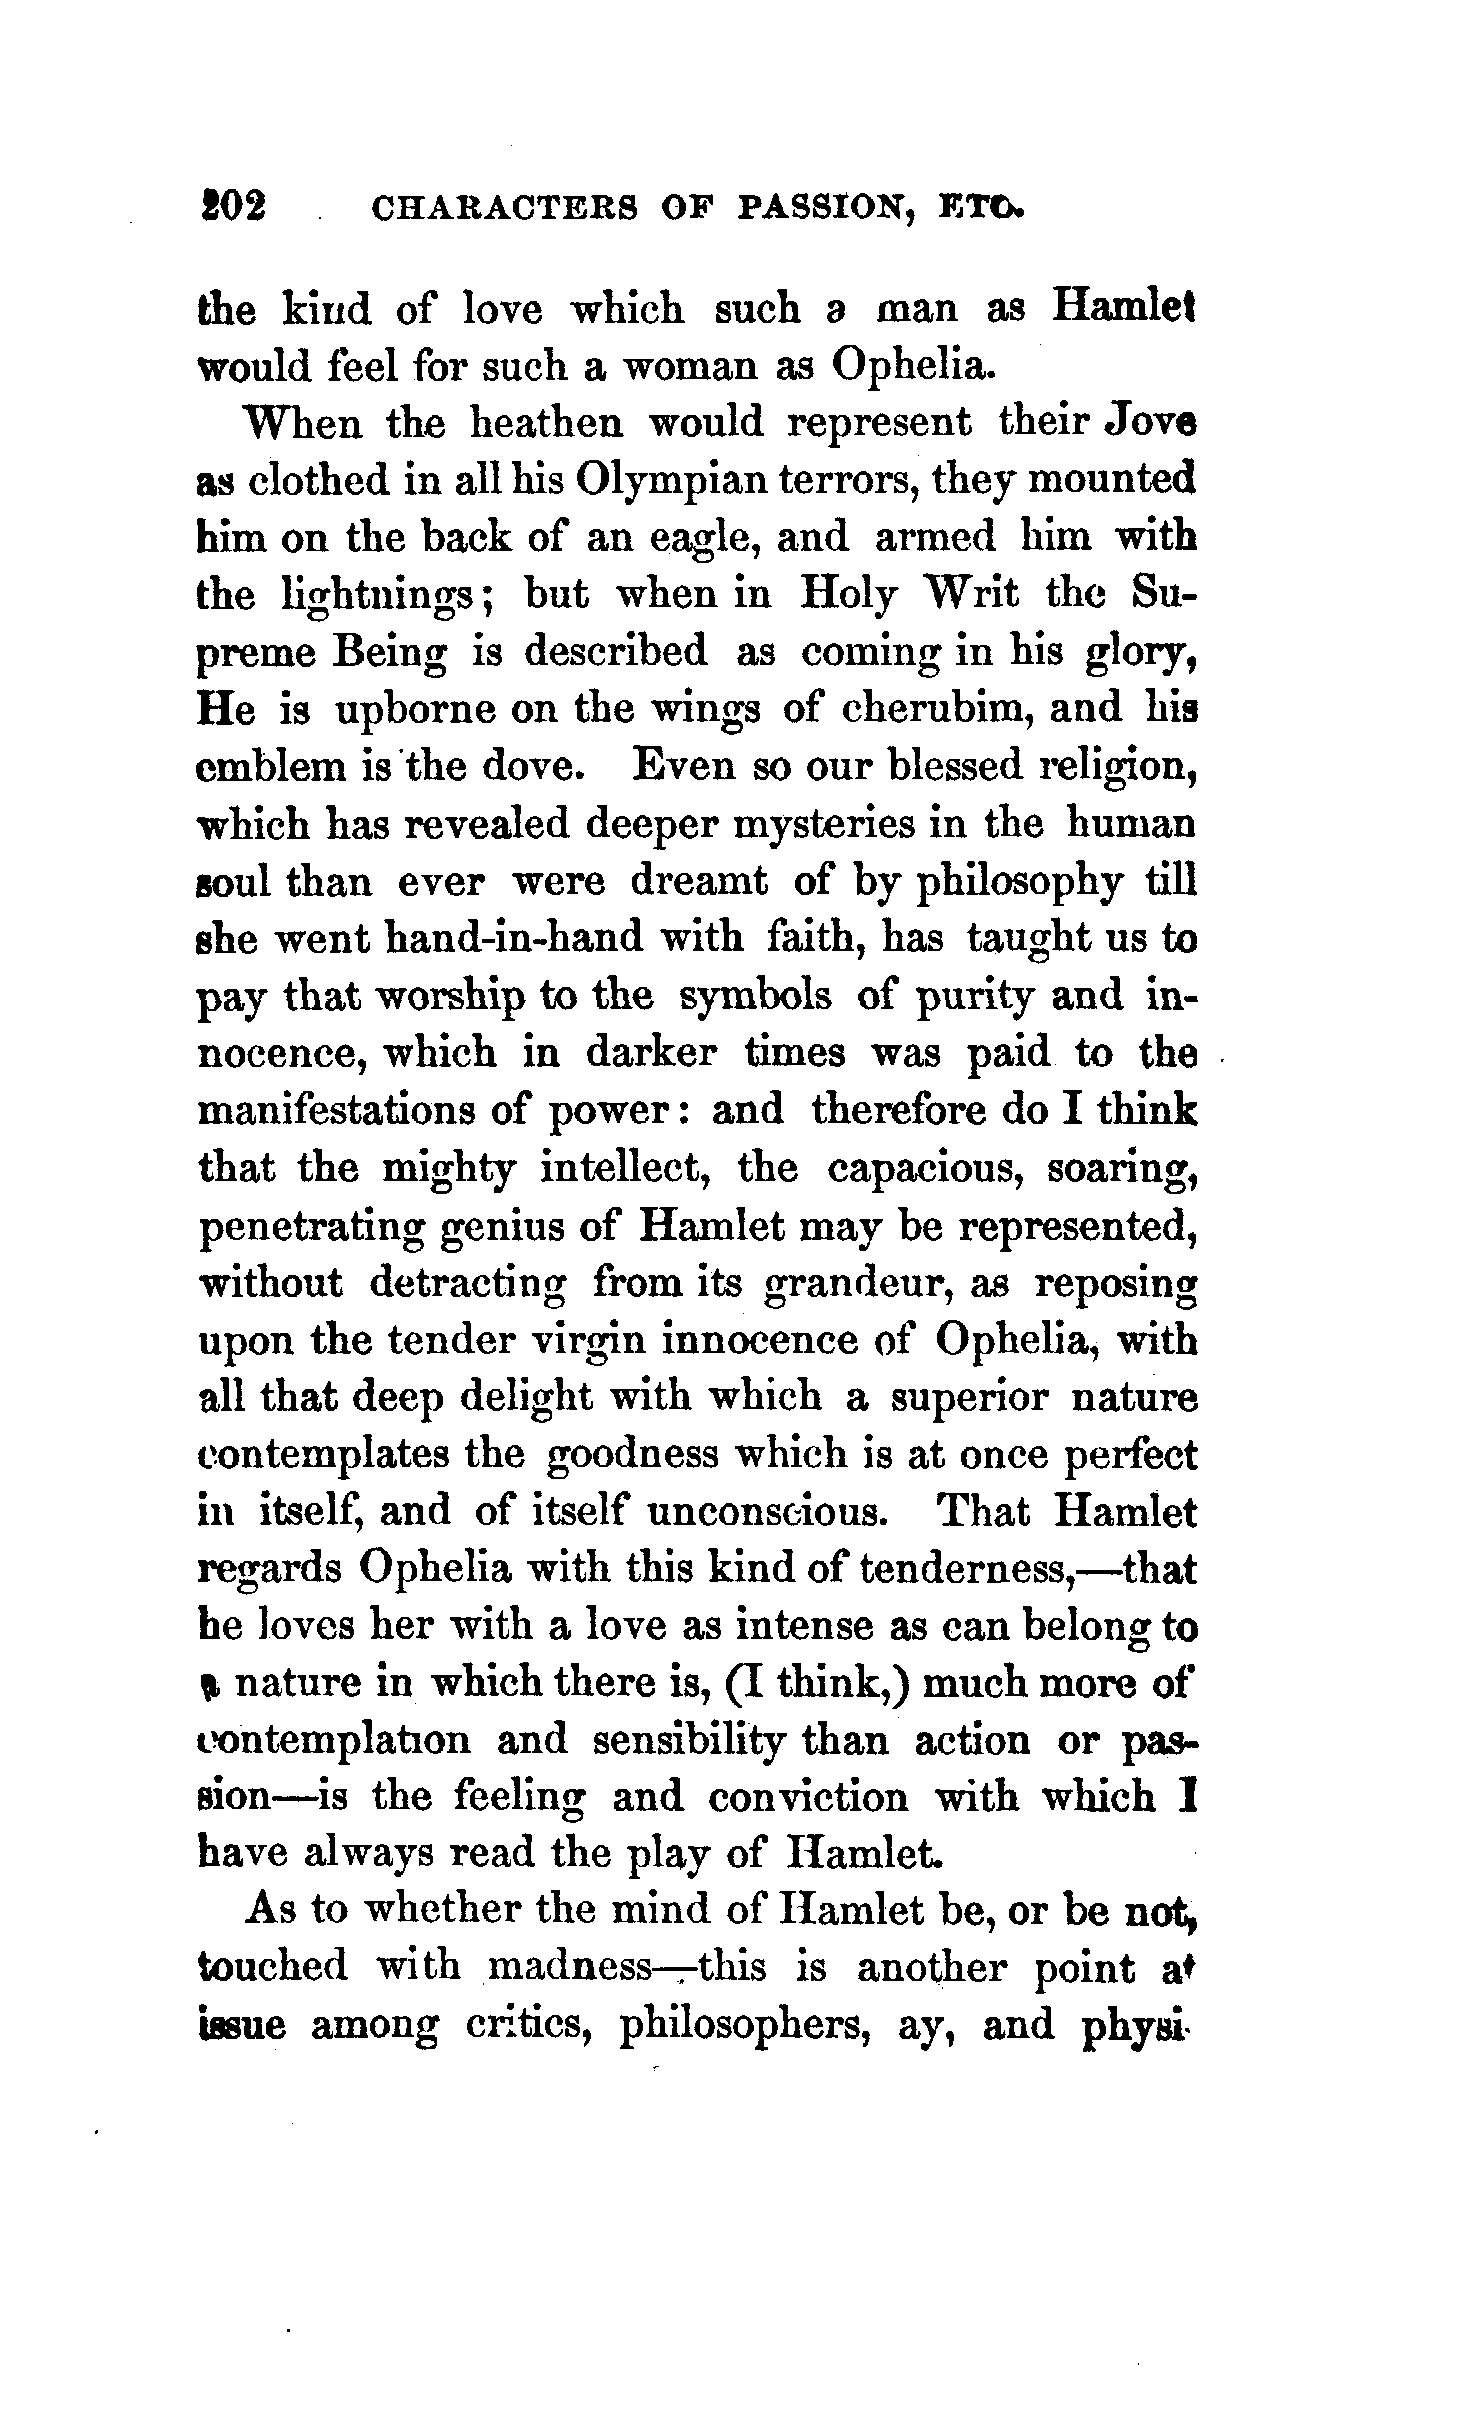 202 CHARACTERS OF PASSION, ETC.
the kind of love which such a man as Hamlet
would feel for such a woman as Ophelia.
When the heathen would represent their Jove
as clothed in all his Olympian terrors, they mounted
him on the back of an eagle, and armed him with
the lightnings; but when in Holy Writ the Su-
preme Being is described as coming in his glory,
He is upborne on the wings of cherubim, and his
emblem is the dove. Even so our blessed religion,
which has revealed deeper mysteries in the human
soul than ever were dreamt of by philosophy till
she went hand-in-hand with faith, has taught us to
pay that worship to the symbols of purity and in-
nocence, which in darker times was paid to the
manifestations of power: and therefore do I think
that the mighty intellect, the capacious, soaring,
penetrating genius of Hamlet may be represented,
without detracting from its grandeur, as reposing
upon the tender virgin innocence of Ophelia, with
all that deep delight with which a superior nature
contemplates the goodness which is at once perfect
in itself, and of itself unconscious. That Hamlet
regards Ophelia with this kind of tenderness,—that
he loves her with a love as intense as can belong to
a nature in which there is, (I think,) much more of
contemplation and sensibility than action or pas-
sion—is the feeling and conviction with which I
have always read the play of Hamlet.
As to whether the mind of Hamlet be, or be not,
touched with madness—this is another point at
issue among critics, philosophers, ay, and physi-